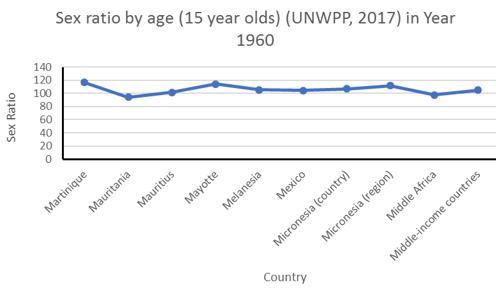 Sex ratio by age (15 year olds) (UNWPP, 2017) in Year
1960
140
120
100
80
60
40
20
0
Sex Ratio
Martinique
Mauritania
Mauritius
Mayotte
Melanesia
Mexico
Micronesia (country)
Micronesia (region)
Middle Africa
Middle-income countries
Country